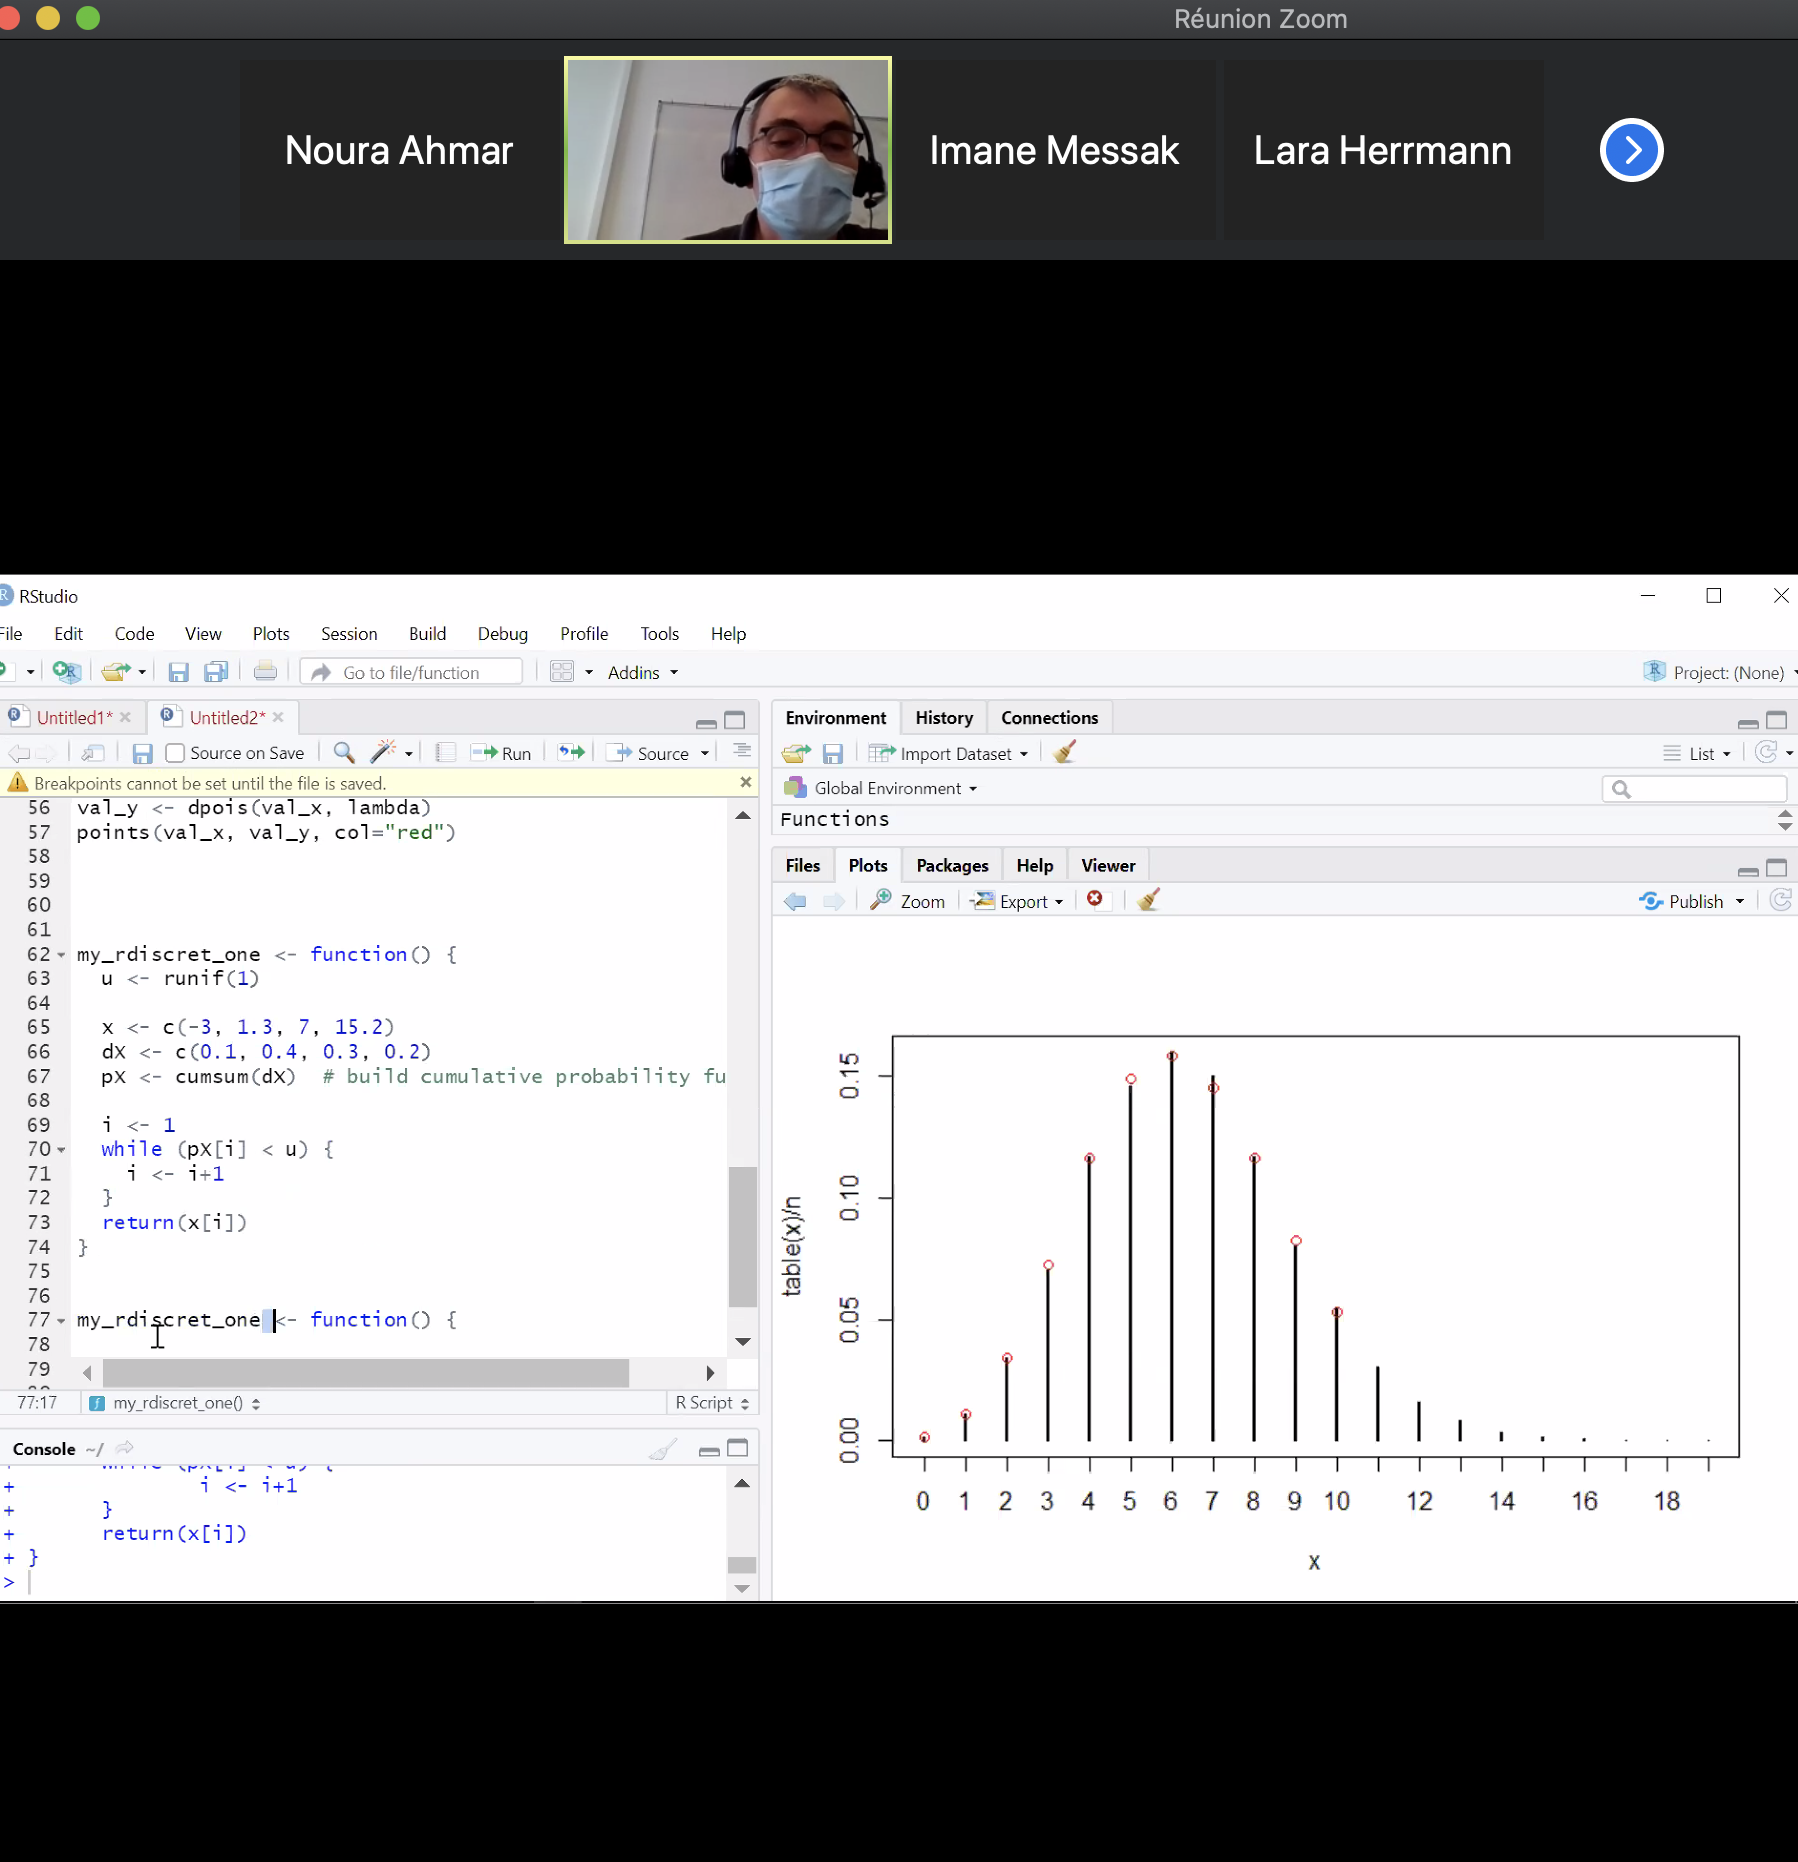 Réunion Zoom
Noura Ahmar
Imane Messak
Lara Herrmann
RStudio
File Edit Code View Plots Session Build Debug Profile Tools Help
Go to file/function
Addins
Project: (None)
Untitled1*
Untitled2*
Source on Save
Run
Source
Breakpoints cannot be set until the file is saved.
56 val_y <- dpois(val_x, lambda)
57 points(val_x, val_y, col="red")
58
59
60
61
62 my_rdiscret_one <- function() {
63 u <- runif(1)
64
65 x <- c(-3, 1.3, 7, 15.2)
66 dX <- c(0.1, 0.4, 0.3, 0.2)
67 pX <- cumsum(dX) # build cumulative probability fu
68
69 i <- 1
70 while (pX[i] < u) {
71 i <- i+1
72 }
73 return(x[i])
74 }
75
76
77 my_rdiscret_one <- function() {
78
79
77:17
my_rdiscret_one()
R Script
Console ~/
+ while (pX[i] < u) {
+ i <- i+1
+ }
+ return(x[i])
+ }
>
Environment History Connections
Import Dataset
List
Global Environment
Functions
Files Plots Packages Help Viewer
Zoom
Export
Publish
table(x)/n
0.15
0.10
0.05
0.00
0 1 2 3 4 5 6 7 8 9 10 12 14 16 18
x